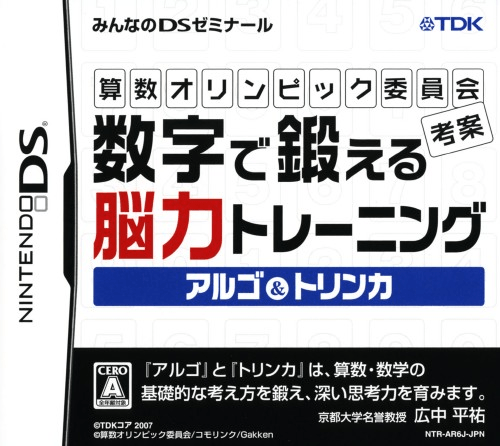 みんなのDSゼミナール
TDK
算数オリンピック委員会
考案
数字で鍛える
脳力トレーニング
アルゴ&トリンカ
NINTENDO DS®
CERO
A
全年齢対象
『アルゴ』と『トリンカ』は、算数・数学の
基礎的な考え方を鍛え、深い思考力を育みます。
京都大学名誉教授 広中 平祐
©TDKコア 2007
©算数オリンピック委員会/コモリンク/Gakken
NTR-AR6J-JPN